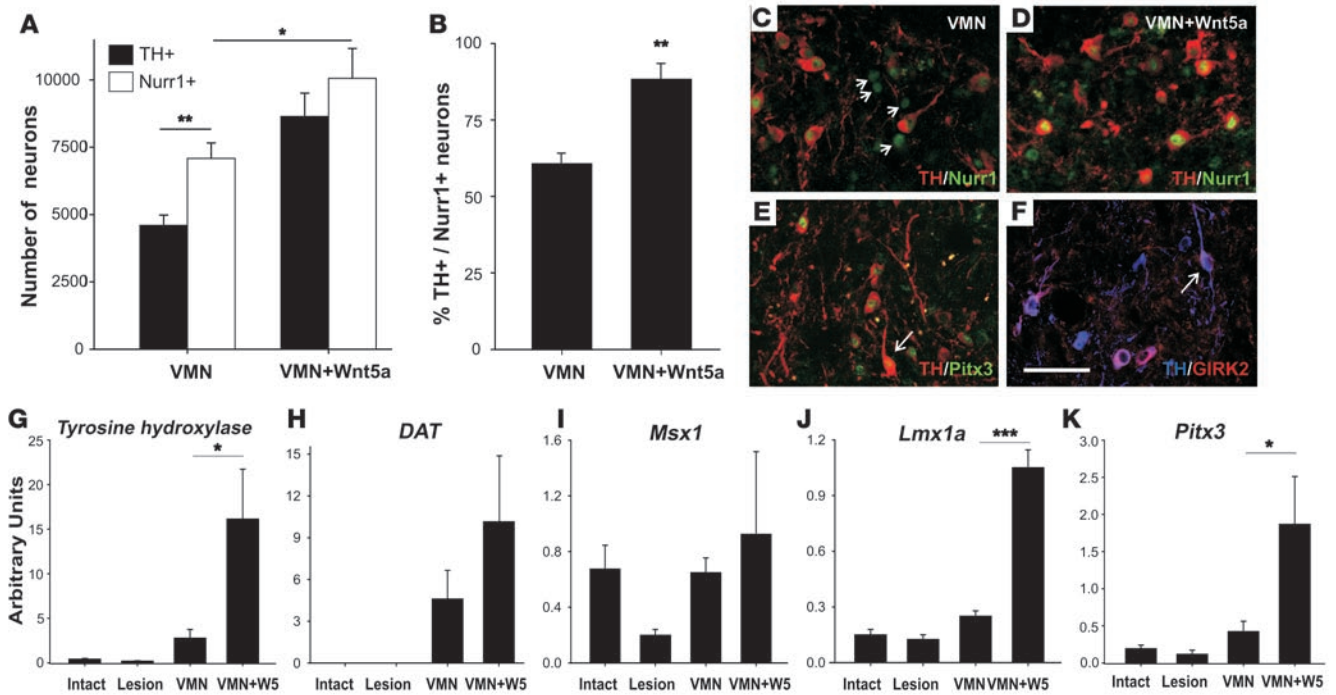 A
TH+
Nurr1+
*
**
Number of neurons
10000
7500
5000
2500
0
VMN
VMN+Wnt5a
B
**
% TH+ / Nurr1+ neurons
100
75
50
25
0
VMN
VMN+Wnt5a
C
VMN
TH/Nurr1
D
VMN+Wnt5a
TH/Nurr1
E
TH/Pitx3
F
TH/GIRK2
G
Tyrosine hydroxylase
*
Arbitrary Units
25
20
15
10
5
0
Intact Lesion VMN VMN+W5
H
DAT
15
12
9
6
3
0
Intact Lesion VMN VMN+W5
I
Msx1
1.6
1.2
0.8
0.4
0.0
Intact Lesion VMN VMN+W5
J
Lmx1a
***
1.2
0.9
0.6
0.3
0.0
Intact Lesion VMN VMN+W5
K
Pitx3
*
3.0
2.5
2.0
1.5
1.0
0.5
0.0
Intact Lesion VMN VMN+W5